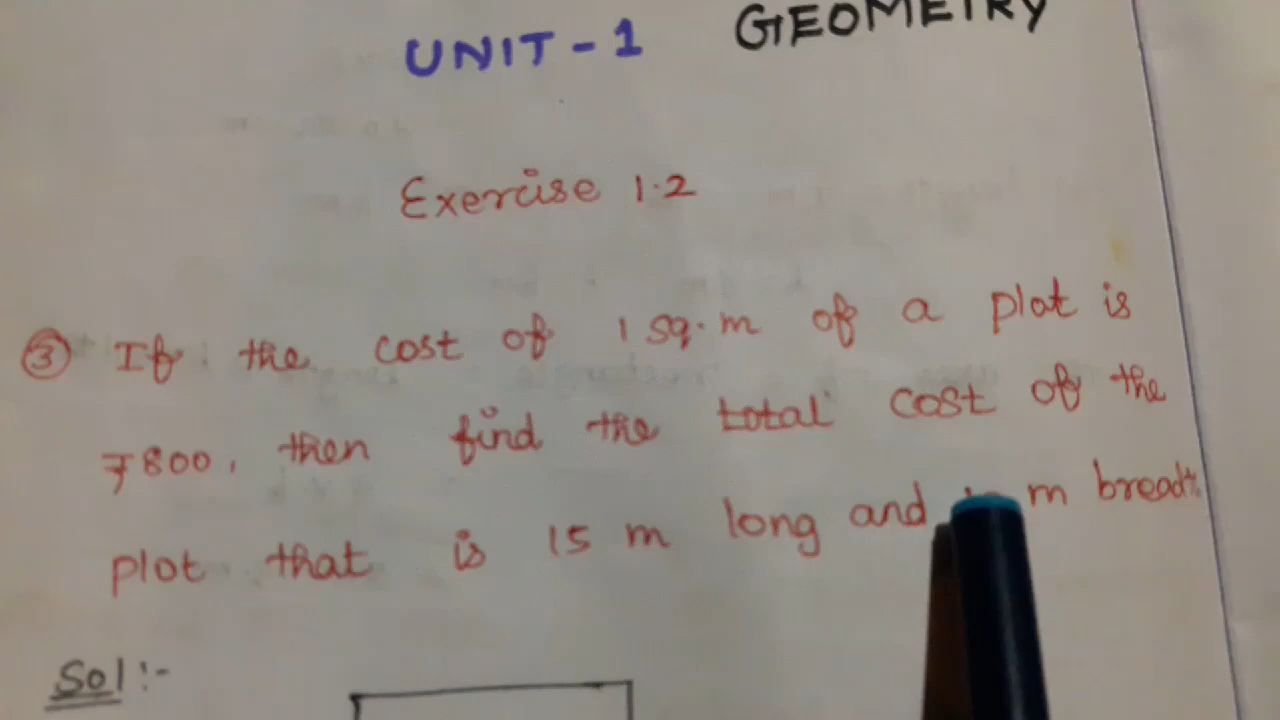 UNIT - 1 GEOMETRY
Exercise 1.2
③ If the cost of 1 sq.m of a plot is
₹800, then find the total cost of the
plot that is 15 m long and m breadt
Sol :-